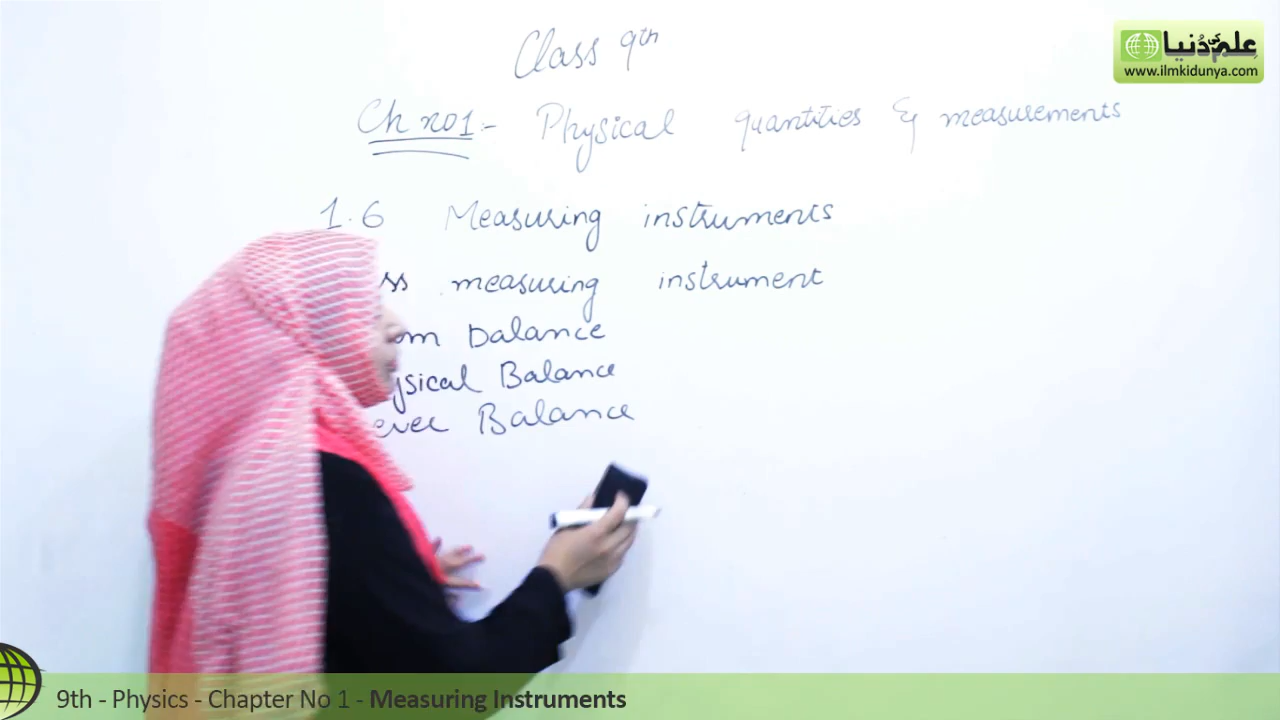 Class 9th
علم کی دُنیا
www.ilmkidunya.com
Ch no1:- Physical quantities & measurements
1.6 Measuring instruments
measuring instrument
balance
Balance
Balance
9th - Physics - Chapter No 1 - Measuring Instruments